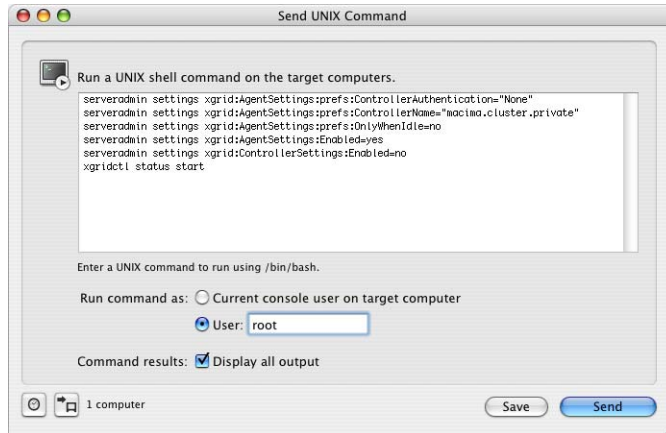 Send UNIX Command
Run a UNIX shell command on the target computers.
serveradmin settings xgrid:AgentSettings:prefs:ControllerAuthentication="None"
serveradmin settings xgrid:AgentSettings:prefs:ControllerName="macima.cluster.private"
serveradmin settings xgrid:AgentSettings:prefs:OnlyWhenIdle=no
serveradmin settings xgrid:AgentSettings:Enabled=yes
serveradmin settings xgrid:ControllerSettings:Enabled=no
xgridctl status start
Enter a UNIX command to run using /bin/bash.
Run command as: Current console user on target computer
User: root
Command results: Display all output
1 computer
Save
Send